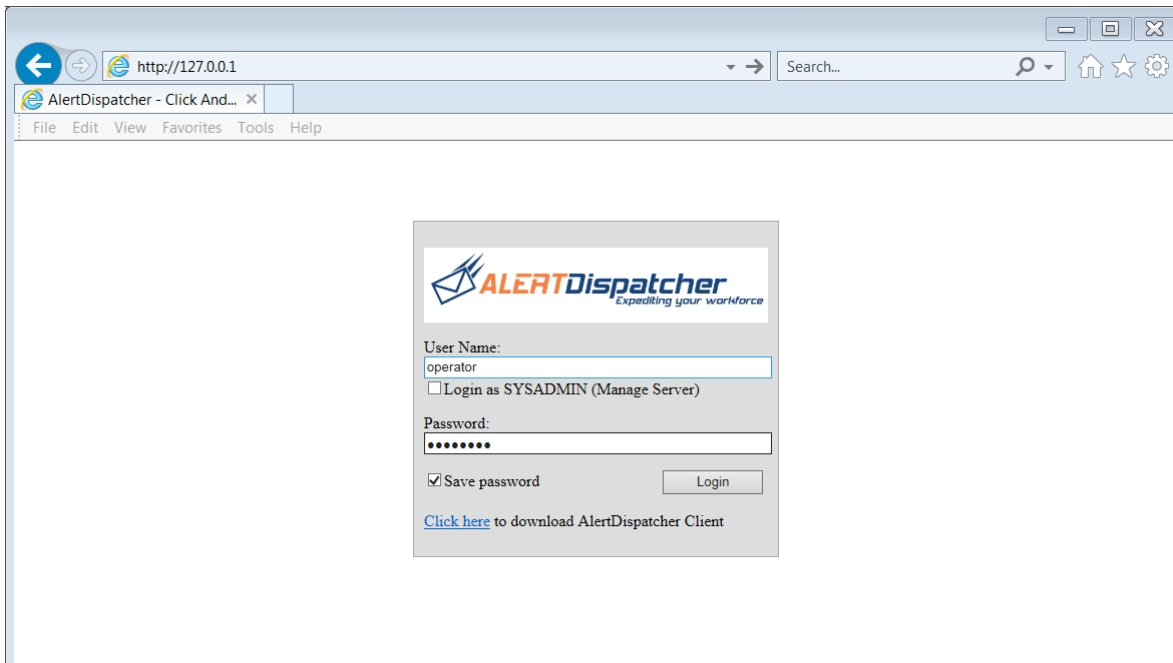 http://127.0.0.1
Search...
AlertDispatcher - Click And...
File Edit View Favorites Tools Help
ALERTDispatcher
Expediting your workforce
User Name:
operator
Login as SYSADMIN (Manage Server)
Password:
••••••••
Save password
Login
Click here to download AlertDispatcher Client